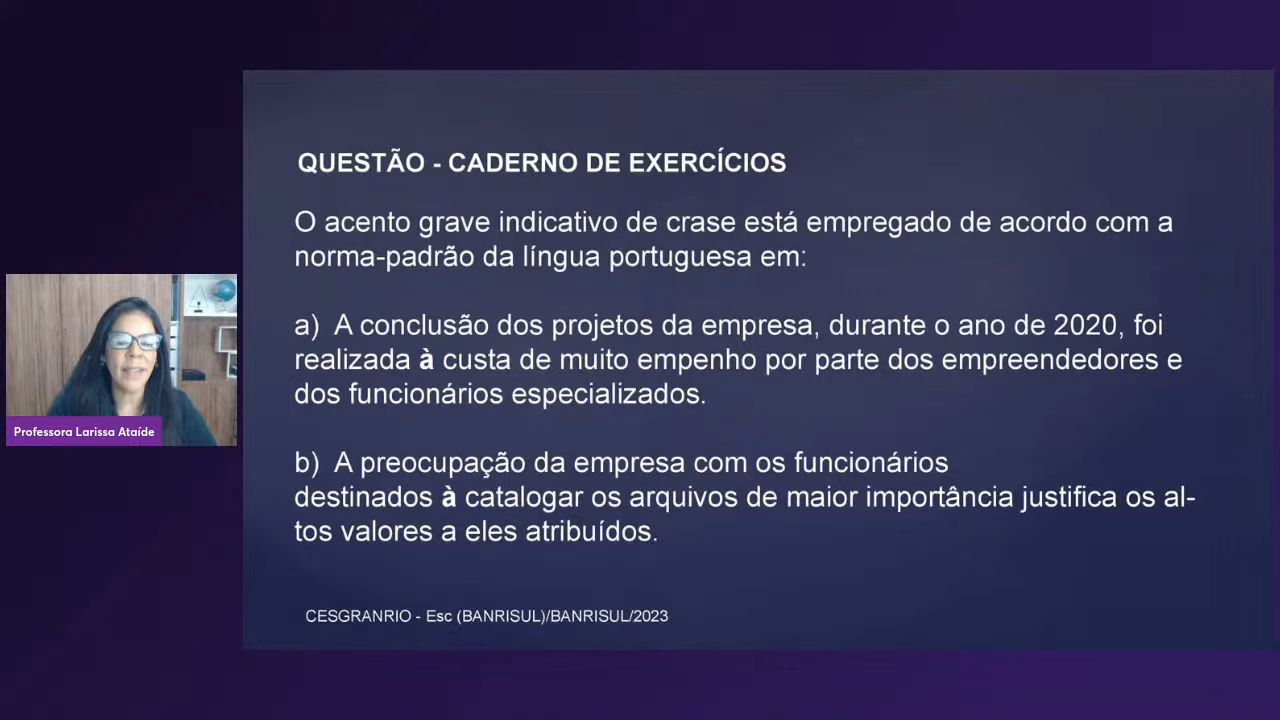 QUESTÃO - CADERNO DE EXERCÍCIOS
O acento grave indicativo de crase está empregado de acordo com a
norma-padrão da língua portuguesa em:
a) A conclusão dos projetos da empresa, durante o ano de 2020, foi
realizada à custa de muito empenho por parte dos empreendedores e
dos funcionários especializados.
b) A preocupação da empresa com os funcionários
destinados à catalogar os arquivos de maior importância justifica os al-
tos valores a eles atribuídos.
CESGRANRIO - Esc (BANRISUL)/BANRISUL/2023
Professora Larissa Ataíde